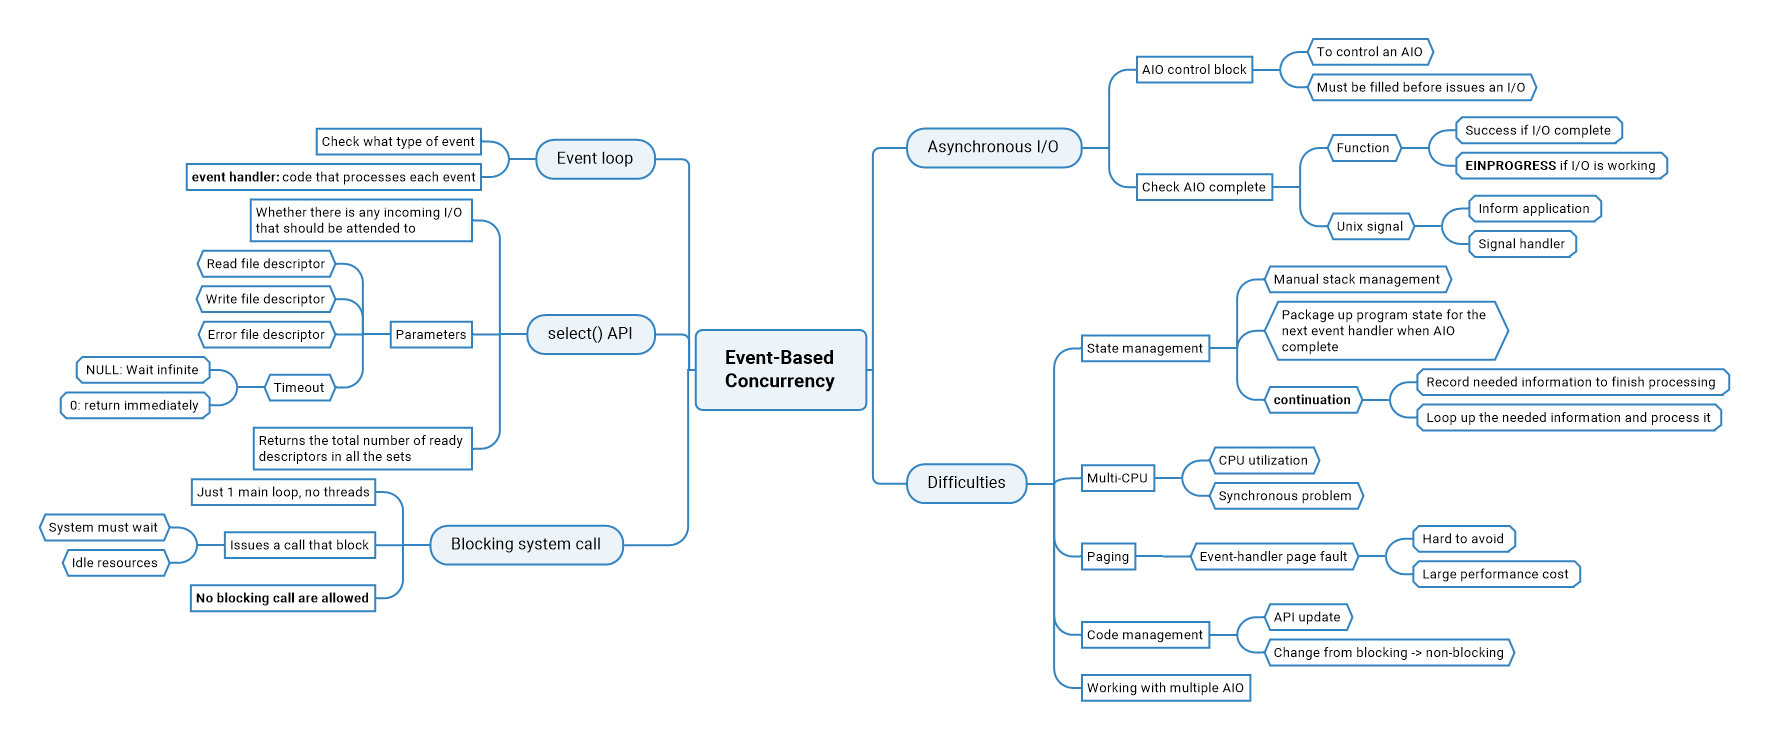 Event-Based
Concurrency
Event loop
Check what type of event
event handler: code that processes each event
select() API
Whether there is any incoming I/O
that should be attended to
Parameters
Read file descriptor
Write file descriptor
Error file descriptor
Timeout
NULL: Wait infinite
0: return immediately
Returns the total number of ready
descriptors in all the sets
Blocking system call
Just 1 main loop, no threads
Issues a call that block
System must wait
Idle resources
No blocking call are allowed
Asynchronous I/O
AIO control block
To control an AIO
Must be filled before issues an I/O
Check AIO complete
Function
Success if I/O complete
EINPROGRESS if I/O is working
Unix signal
Inform application
Signal handler
Difficulties
State management
Manual stack management
Package up program state for the
next event handler when AIO
complete
continuation
Record needed information to finish processing
Loop up the needed information and process it
Multi-CPU
CPU utilization
Synchronous problem
Paging
Event-handler page fault
Hard to avoid
Large performance cost
Code management
API update
Change from blocking -> non-blocking
Working with multiple AIO